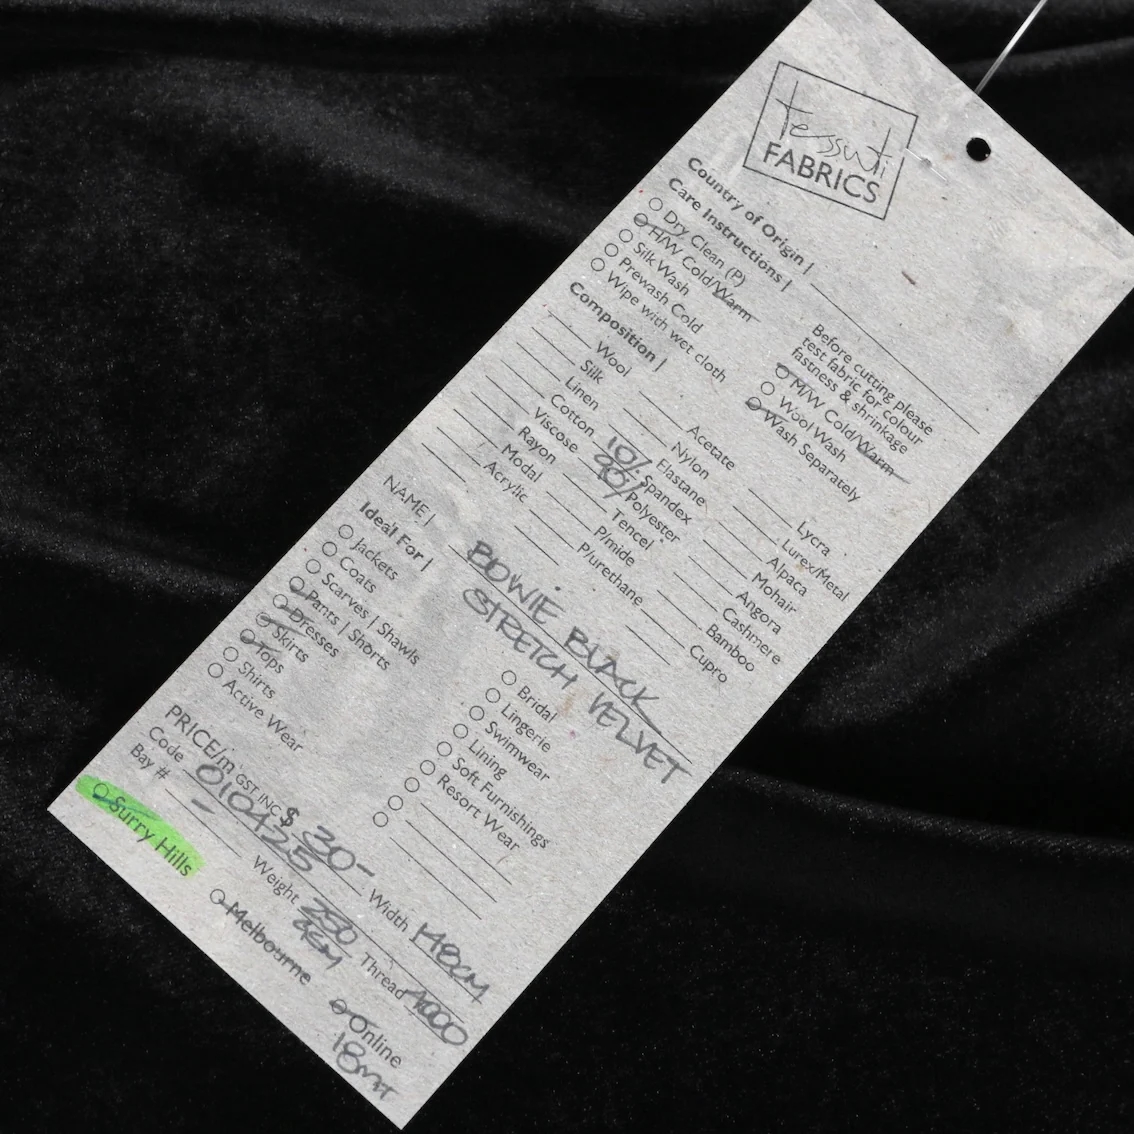 tessuti
FABRICS
Country of Origin |
Care Instructions |
Dry Clean (P)
H/W Cold/Warm
Silk Wash
Prewash Cold
Wipe with wet cloth
Before cutting please
test fabric for colour
fastness & shrinkage
M/W Cold/Warm
Wool Wash
Wash Separately
Composition |
Wool
Silk
Linen
Cotton
Viscose
Rayon
Modal
Acrylic
Acetate
Nylon
Elastane
10% Spandex
90% Polyester
Tencel
P/mide
P/urethane
Lycra
Lurex/Metal
Alpaca
Mohair
Angora
Cashmere
Bamboo
Cupro
NAME | BOWIE BLACK
STRETCH VELVET
Ideal For |
Jackets
Coats
Scarves | Shawls
Pants | Shorts
Dresses
Skirts
Tops
Shirts
Active Wear
Bridal
Lingerie
Swimwear
Lining
Soft Furnishings
Resort Wear
PRICE/m GST INC $ 30- Width 148CM
Code 010425 Weight 250 GSM Thread A000
Bay # -
Surry Hills Melbourne Online
18mt